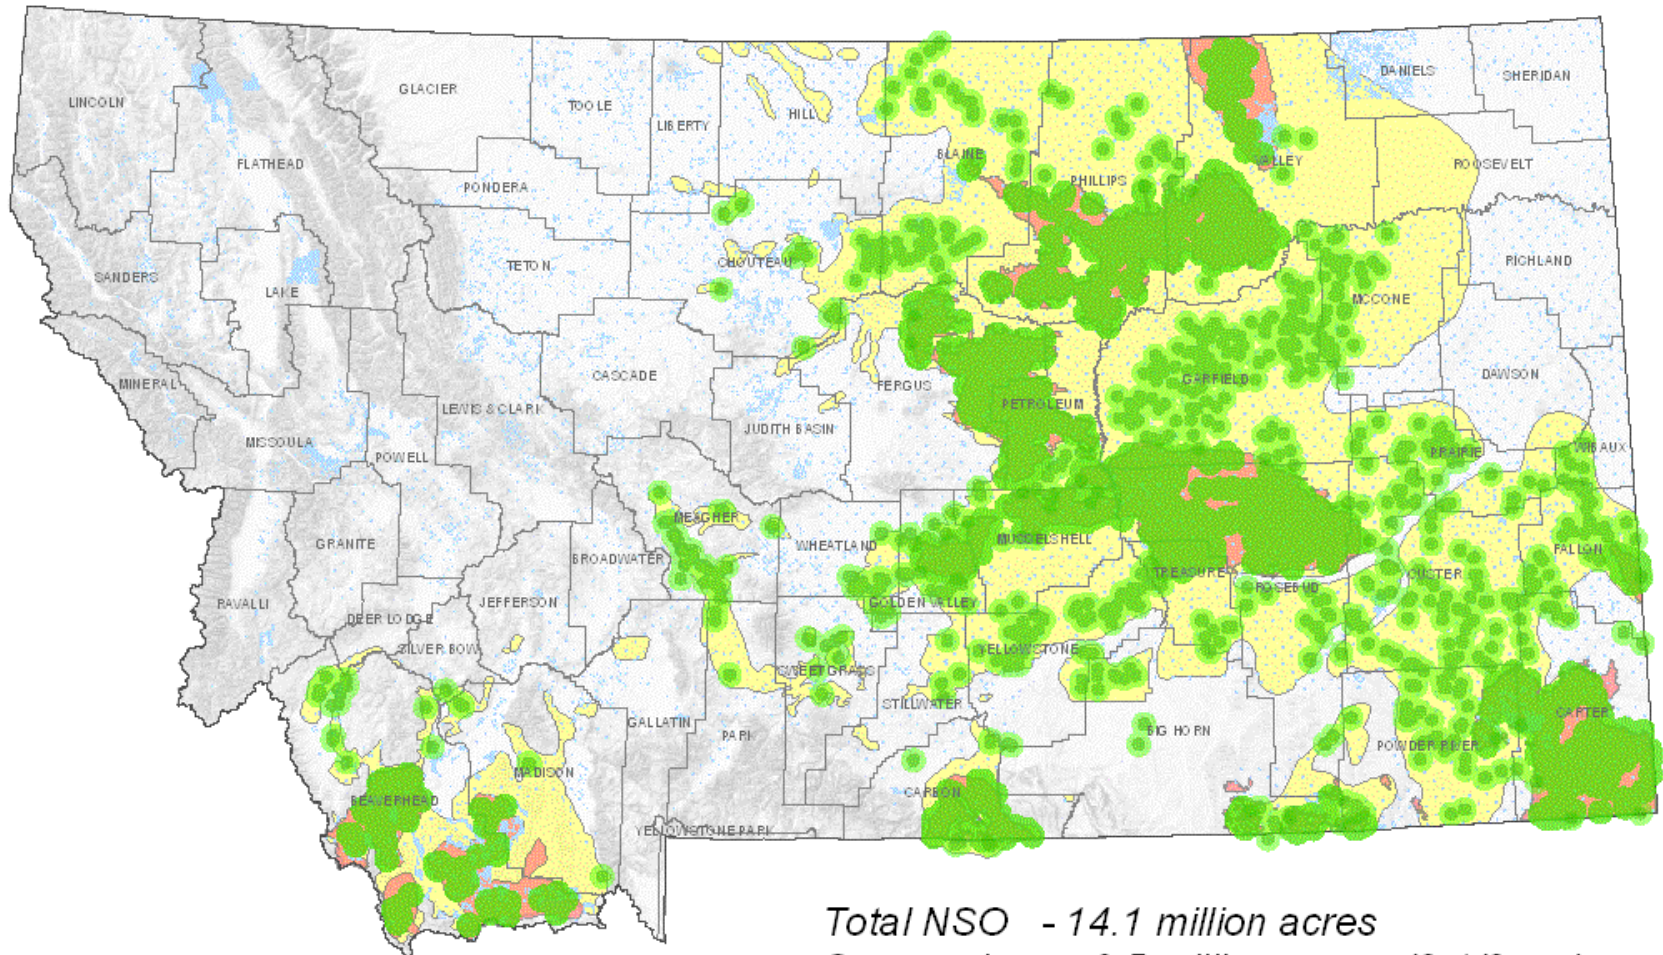 LINCOLN
GLACIER
TOOLE
LIBERTY
HILL
DANIELS
SHERIDAN
FLATHEAD
PONDERA
BLAINE
PHILLIPS
VALLEY
ROOSEVELT
SANDERS
LAKE
TETON
CHOUTEAU
MCCONE
RICHLAND
MINERAL
CASCADE
FERGUS
GARFIELD
DAWSON
LEWIS & CLARK
JUDITH BASIN
PETROLEUM
MISSOULA
POWELL
PRAIRIE
WIBAUX
MEAGHER
GRANITE
BROADWATER
WHEATLAND
MUSSELSHELL
TREASURE
ROSEBUD
CUSTER
FALLON
RAVALLI
DEER LODGE
JEFFERSON
GOLDEN VALLEY
SILVER BOW
SWEET GRASS
YELLOWSTONE
GALLATIN
PARK
STILLWATER
BIG HORN
POWDER RIVER
CARTER
MADISON
BEAVERHEAD
CARBON
YELLOWSTONE PARK
Total NSO - 14.1 million acres